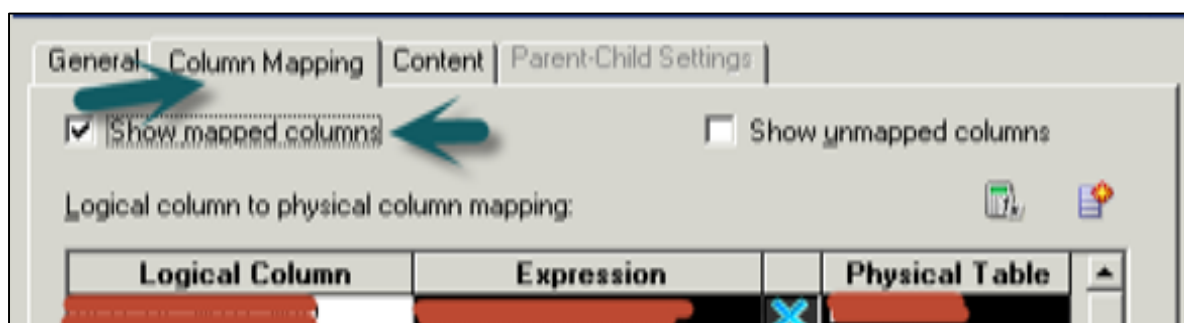 General Column Mapping Content Parent-Child Settings
Show mapped columns Show unmapped columns
Logical column to physical column mapping:
Logical Column Expression Physical Table